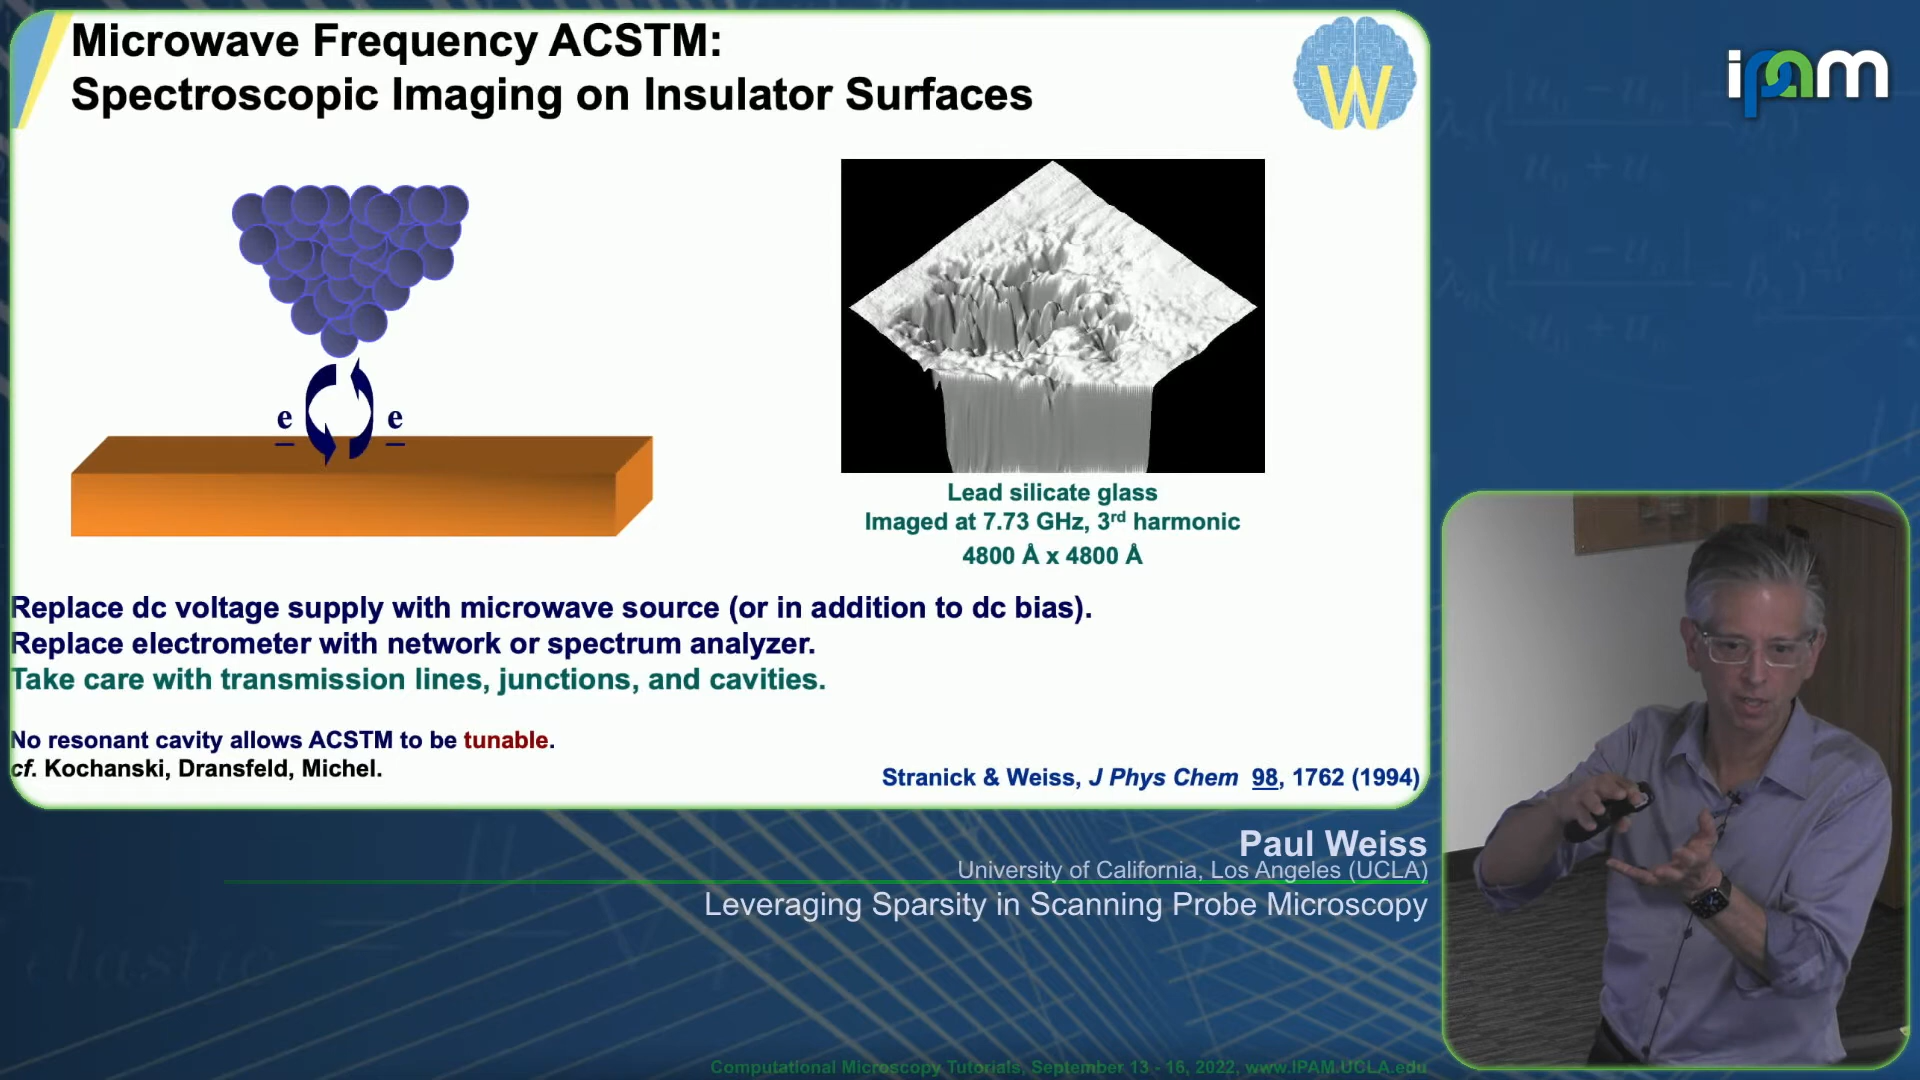 Microwave Frequency ACSTM:
Spectroscopic Imaging on Insulator Surfaces
W
ipam
e
e
Lead silicate glass
Imaged at 7.73 GHz, 3rd harmonic
4800 Å x 4800 Å
Replace dc voltage supply with microwave source (or in addition to dc bias).
Replace electrometer with network or spectrum analyzer.
Take care with transmission lines, junctions, and cavities.
No resonant cavity allows ACSTM to be tunable.
cf. Kochanski, Dransfeld, Michel.
Stranick & Weiss, J Phys Chem 98, 1762 (1994)
Paul Weiss
University of California, Los Angeles (UCLA)
Leveraging Sparsity in Scanning Probe Microscopy
elastic
Computational Microscopy Tutorials, September 13 - 16, 2022, www.IPAM.UCLA.edu